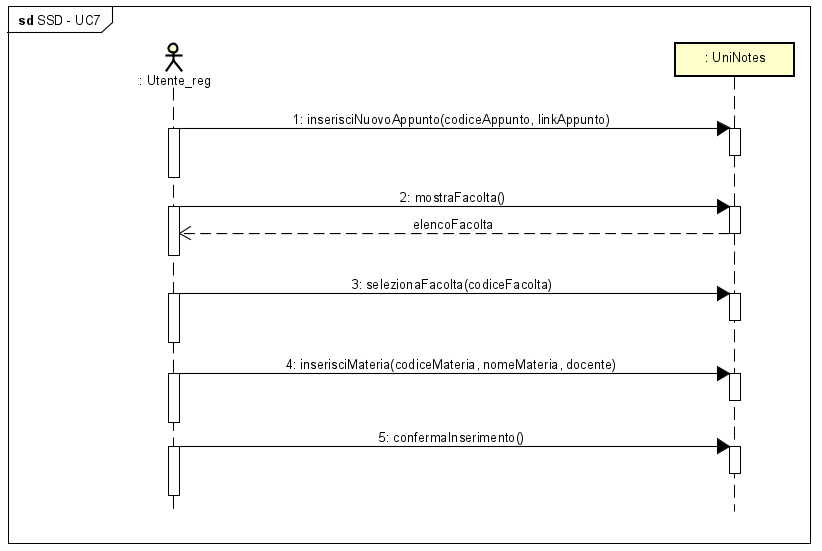 sd SSD - UC7
: Utente_reg
: UniNotes
1: inserisciNuovoAppunto(codiceAppunto, linkAppunto)
2: mostraFacolta()
elencoFacolta
3: selezionaFacolta(codiceFacolta)
4: inserisciMateria(codiceMateria, nomeMateria, docente)
5: confermaInserimento()